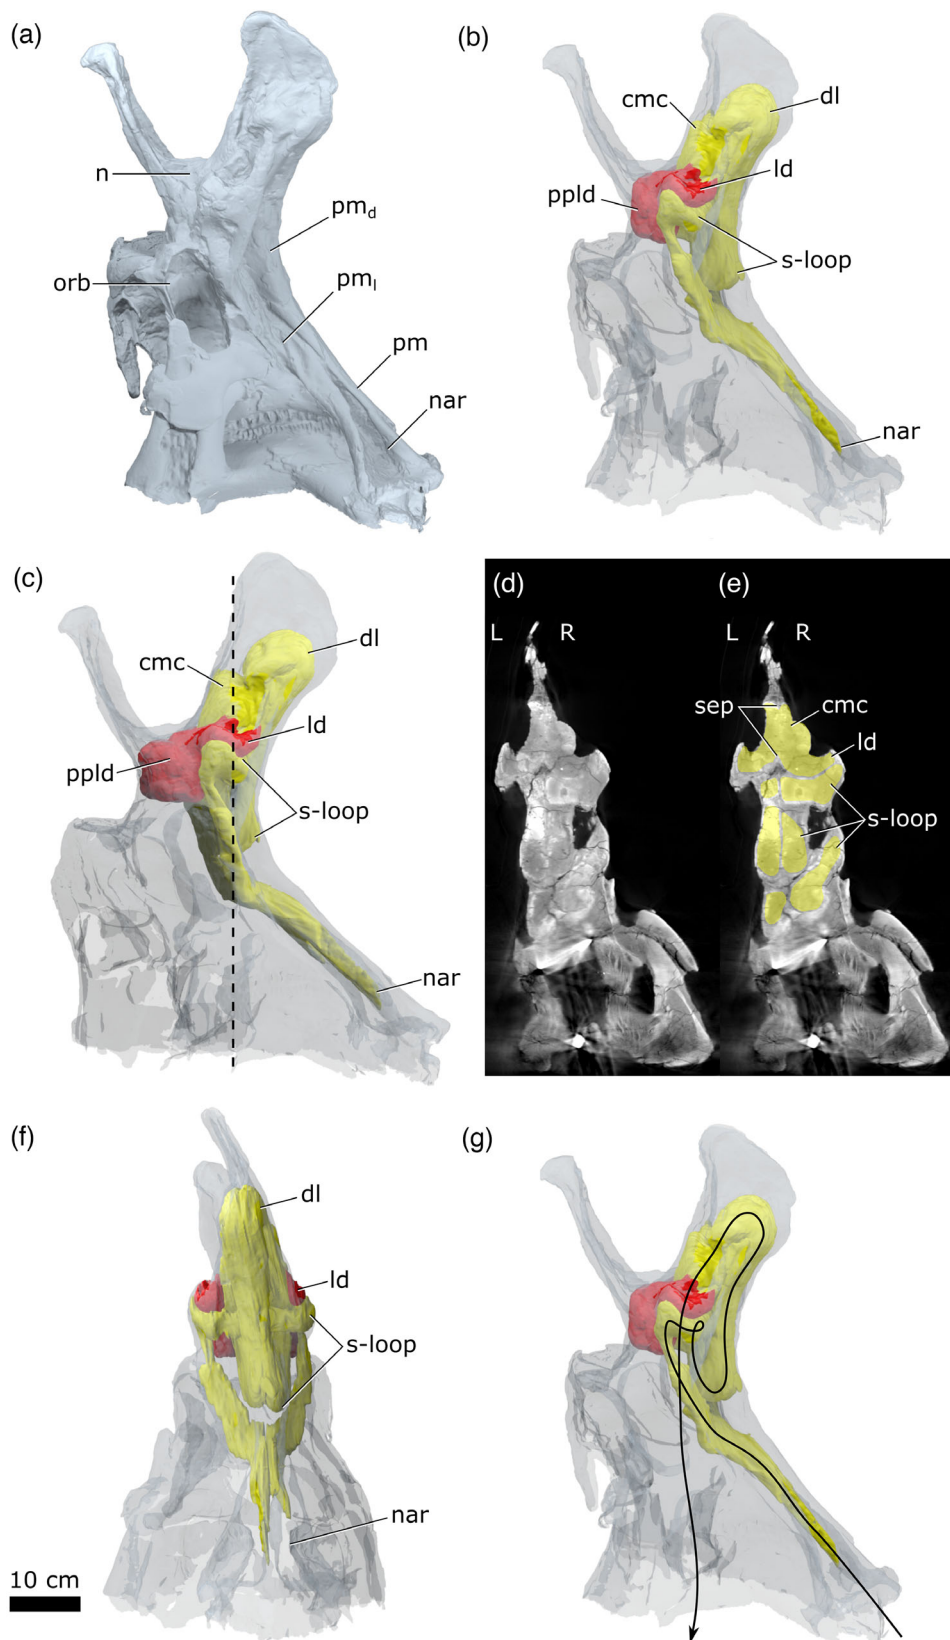 (a)
n
pmd
orb
pml
pm
nar
(b)
cmc
dl
ld
ppld
s-loop
nar
(c)
dl
cmc
ld
ppld
s-loop
nar
(d)
L R
(e)
L R
sep
cmc
ld
s-loop
(f)
dl
ld
s-loop
nar
10 cm
(g)